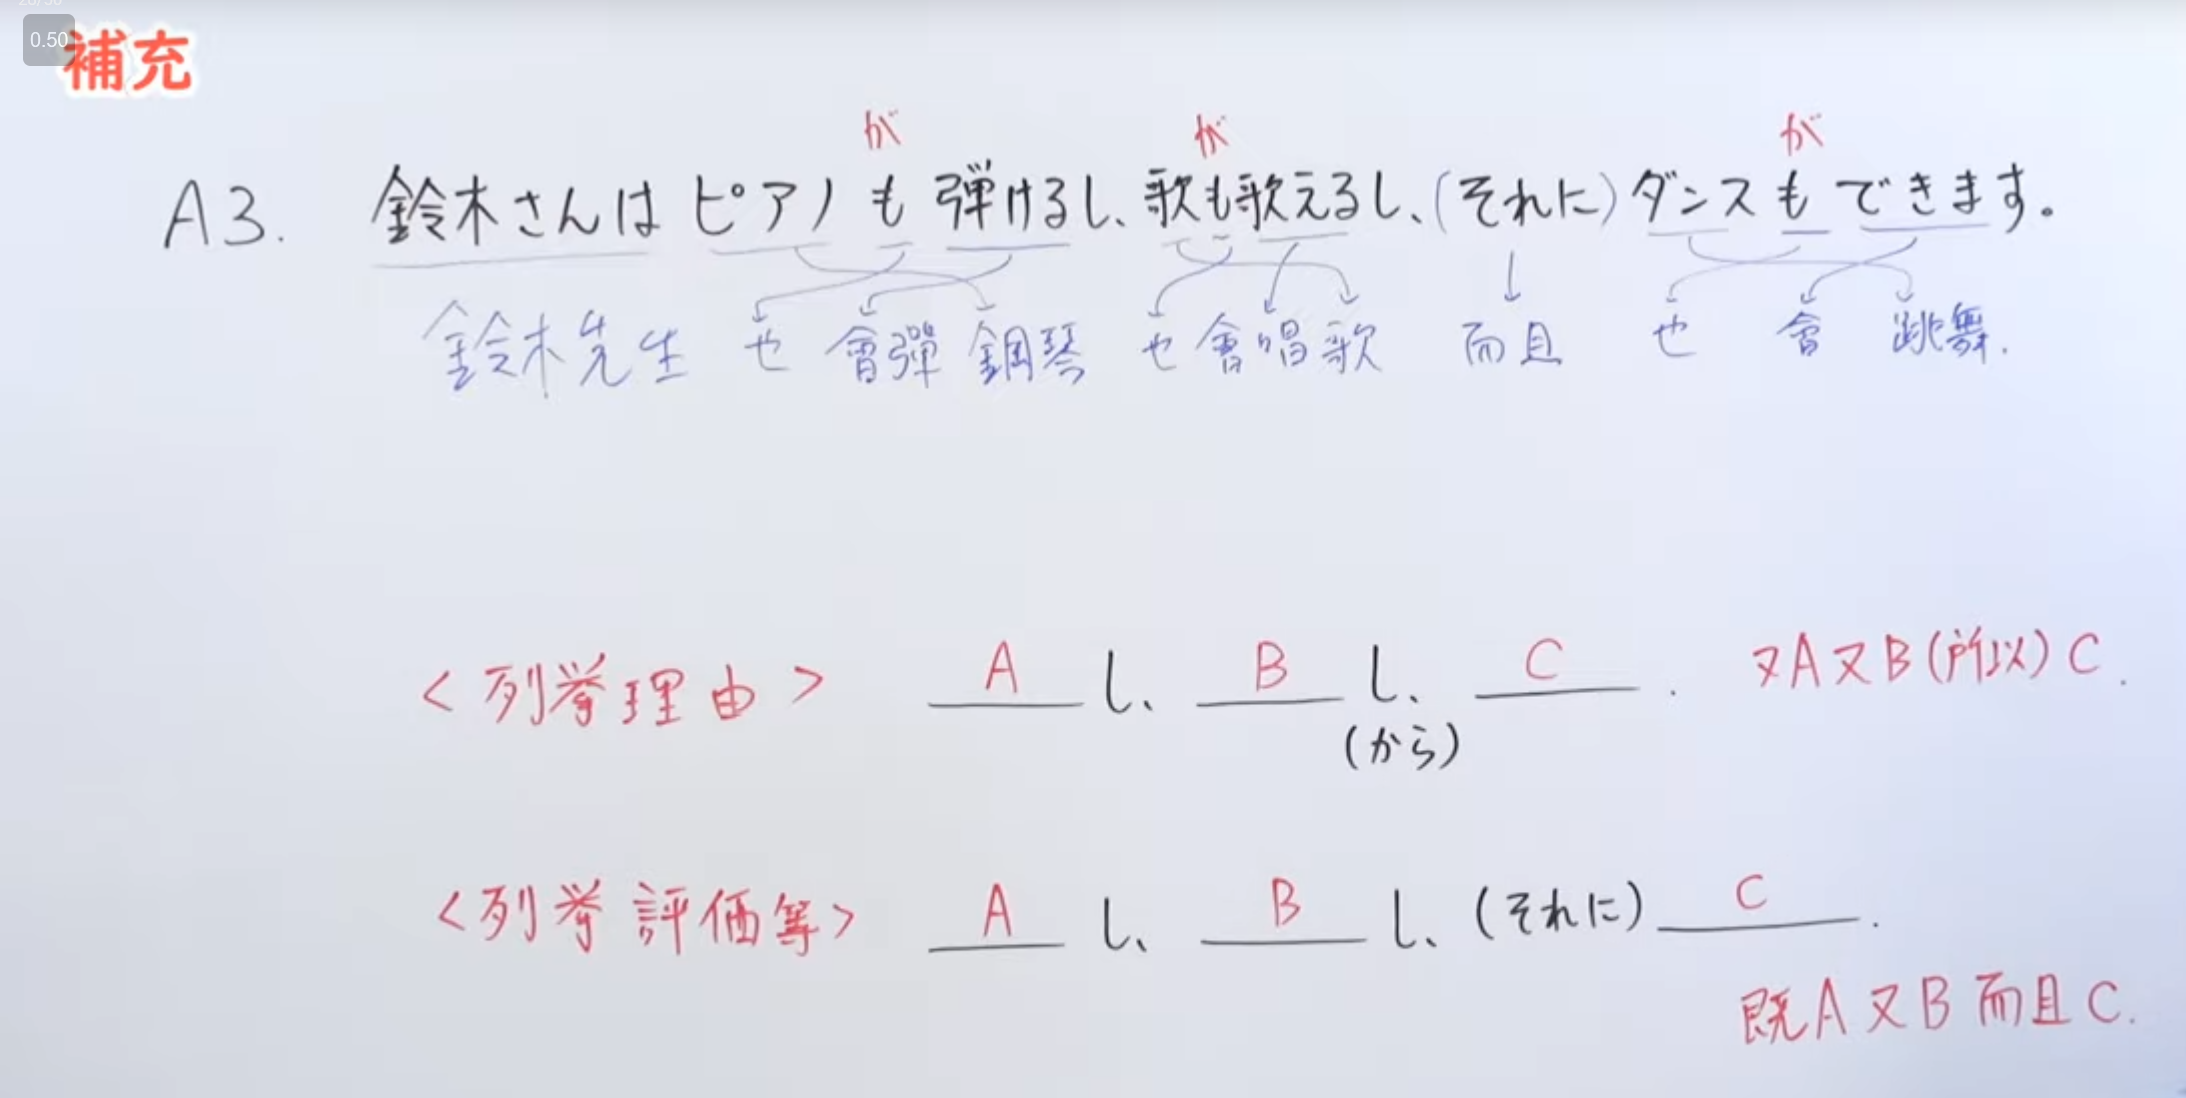 0.50
補充
が が が
A3. 鈴木さんは ピアノも弾けるし、歌も歌えるし、(それに)ダンスもできます。
鈴木先生 也 會彈 鋼琴 也會唱歌 而且 也 會 跳舞.
<列挙理由> A し、 B し、 C . 又A又B(所以)C.
(から)
<列挙評価等> A し、 B し、(それに) C .
既A又B而且C.